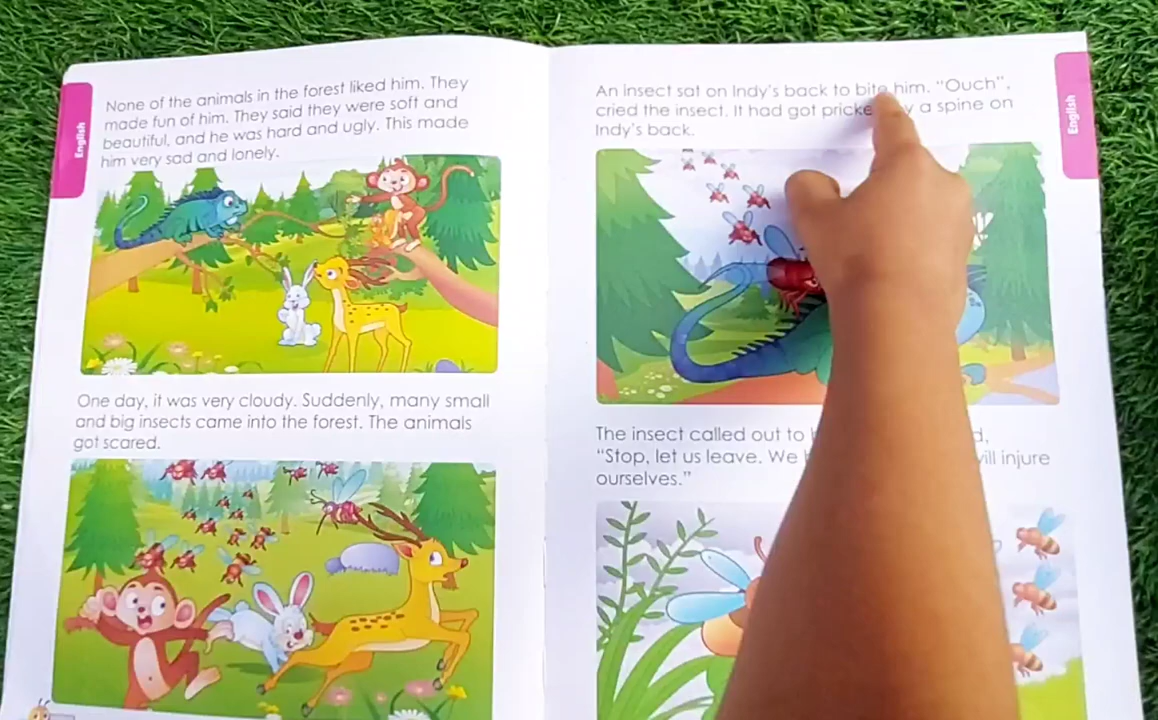 English
None of the animals in the forest liked him. They
made fun of him. They said they were soft and
beautiful, and he was hard and ugly. This made
him very sad and lonely.
One day, it was very cloudy. Suddenly, many small
and big insects came into the forest. The animals
got scared.
English
An insect sat on Indy's back to bite him. “Ouch”,
cried the insect. It had got a spine on
Indy's back.
The insect called out to
“Stop, let us leave. We injure
ourselves.”